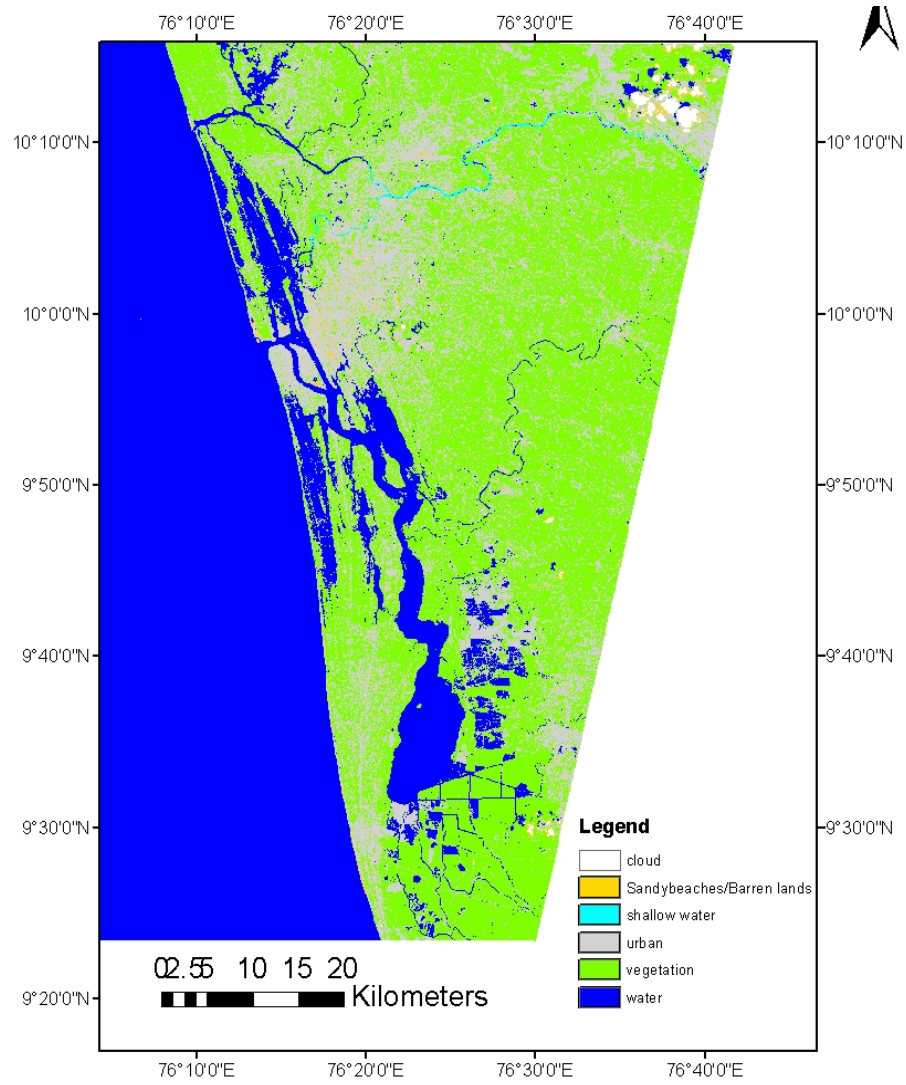 76°10'0"E 76°20'0"E 76°30'0"E 76°40'0"E
10°10'0"N 10°10'0"N
10°0'0"N 10°0'0"N
9°50'0"N 9°50'0"N
9°40'0"N 9°40'0"N
9°30'0"N 9°30'0"N
Legend
cloud
Sandybeaches/Barren lands
shallow water
urban
vegetation
water
02.55 10 15 20
Kilometers
9°20'0"N 9°20'0"N
76°10'0"E 76°20'0"E 76°30'0"E 76°40'0"E